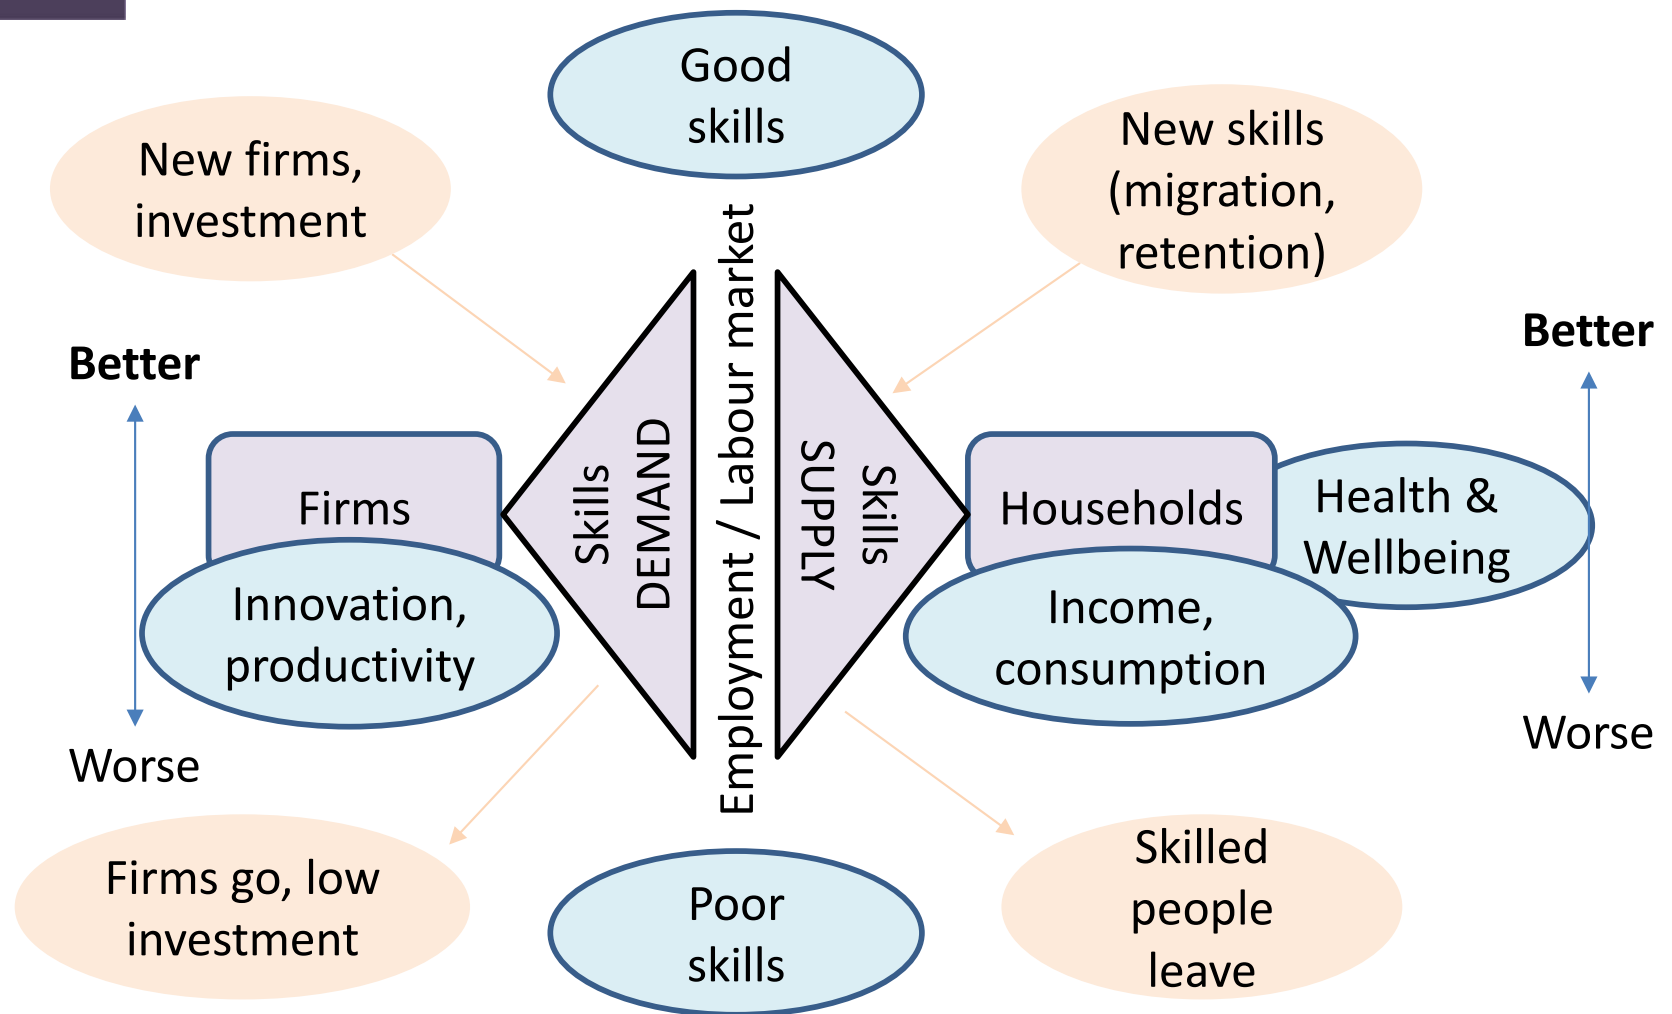 Good
skills
New firms,
investment
New skills
(migration,
retention)
Better
Better
Firms
Innovation,
productivity
Skills
DEMAND
Employment / Labour market
Skills
SUPPLY
Households
Health &
Wellbeing
Income,
consumption
Worse
Worse
Firms go, low
investment
Poor
skills
Skilled
people
leave